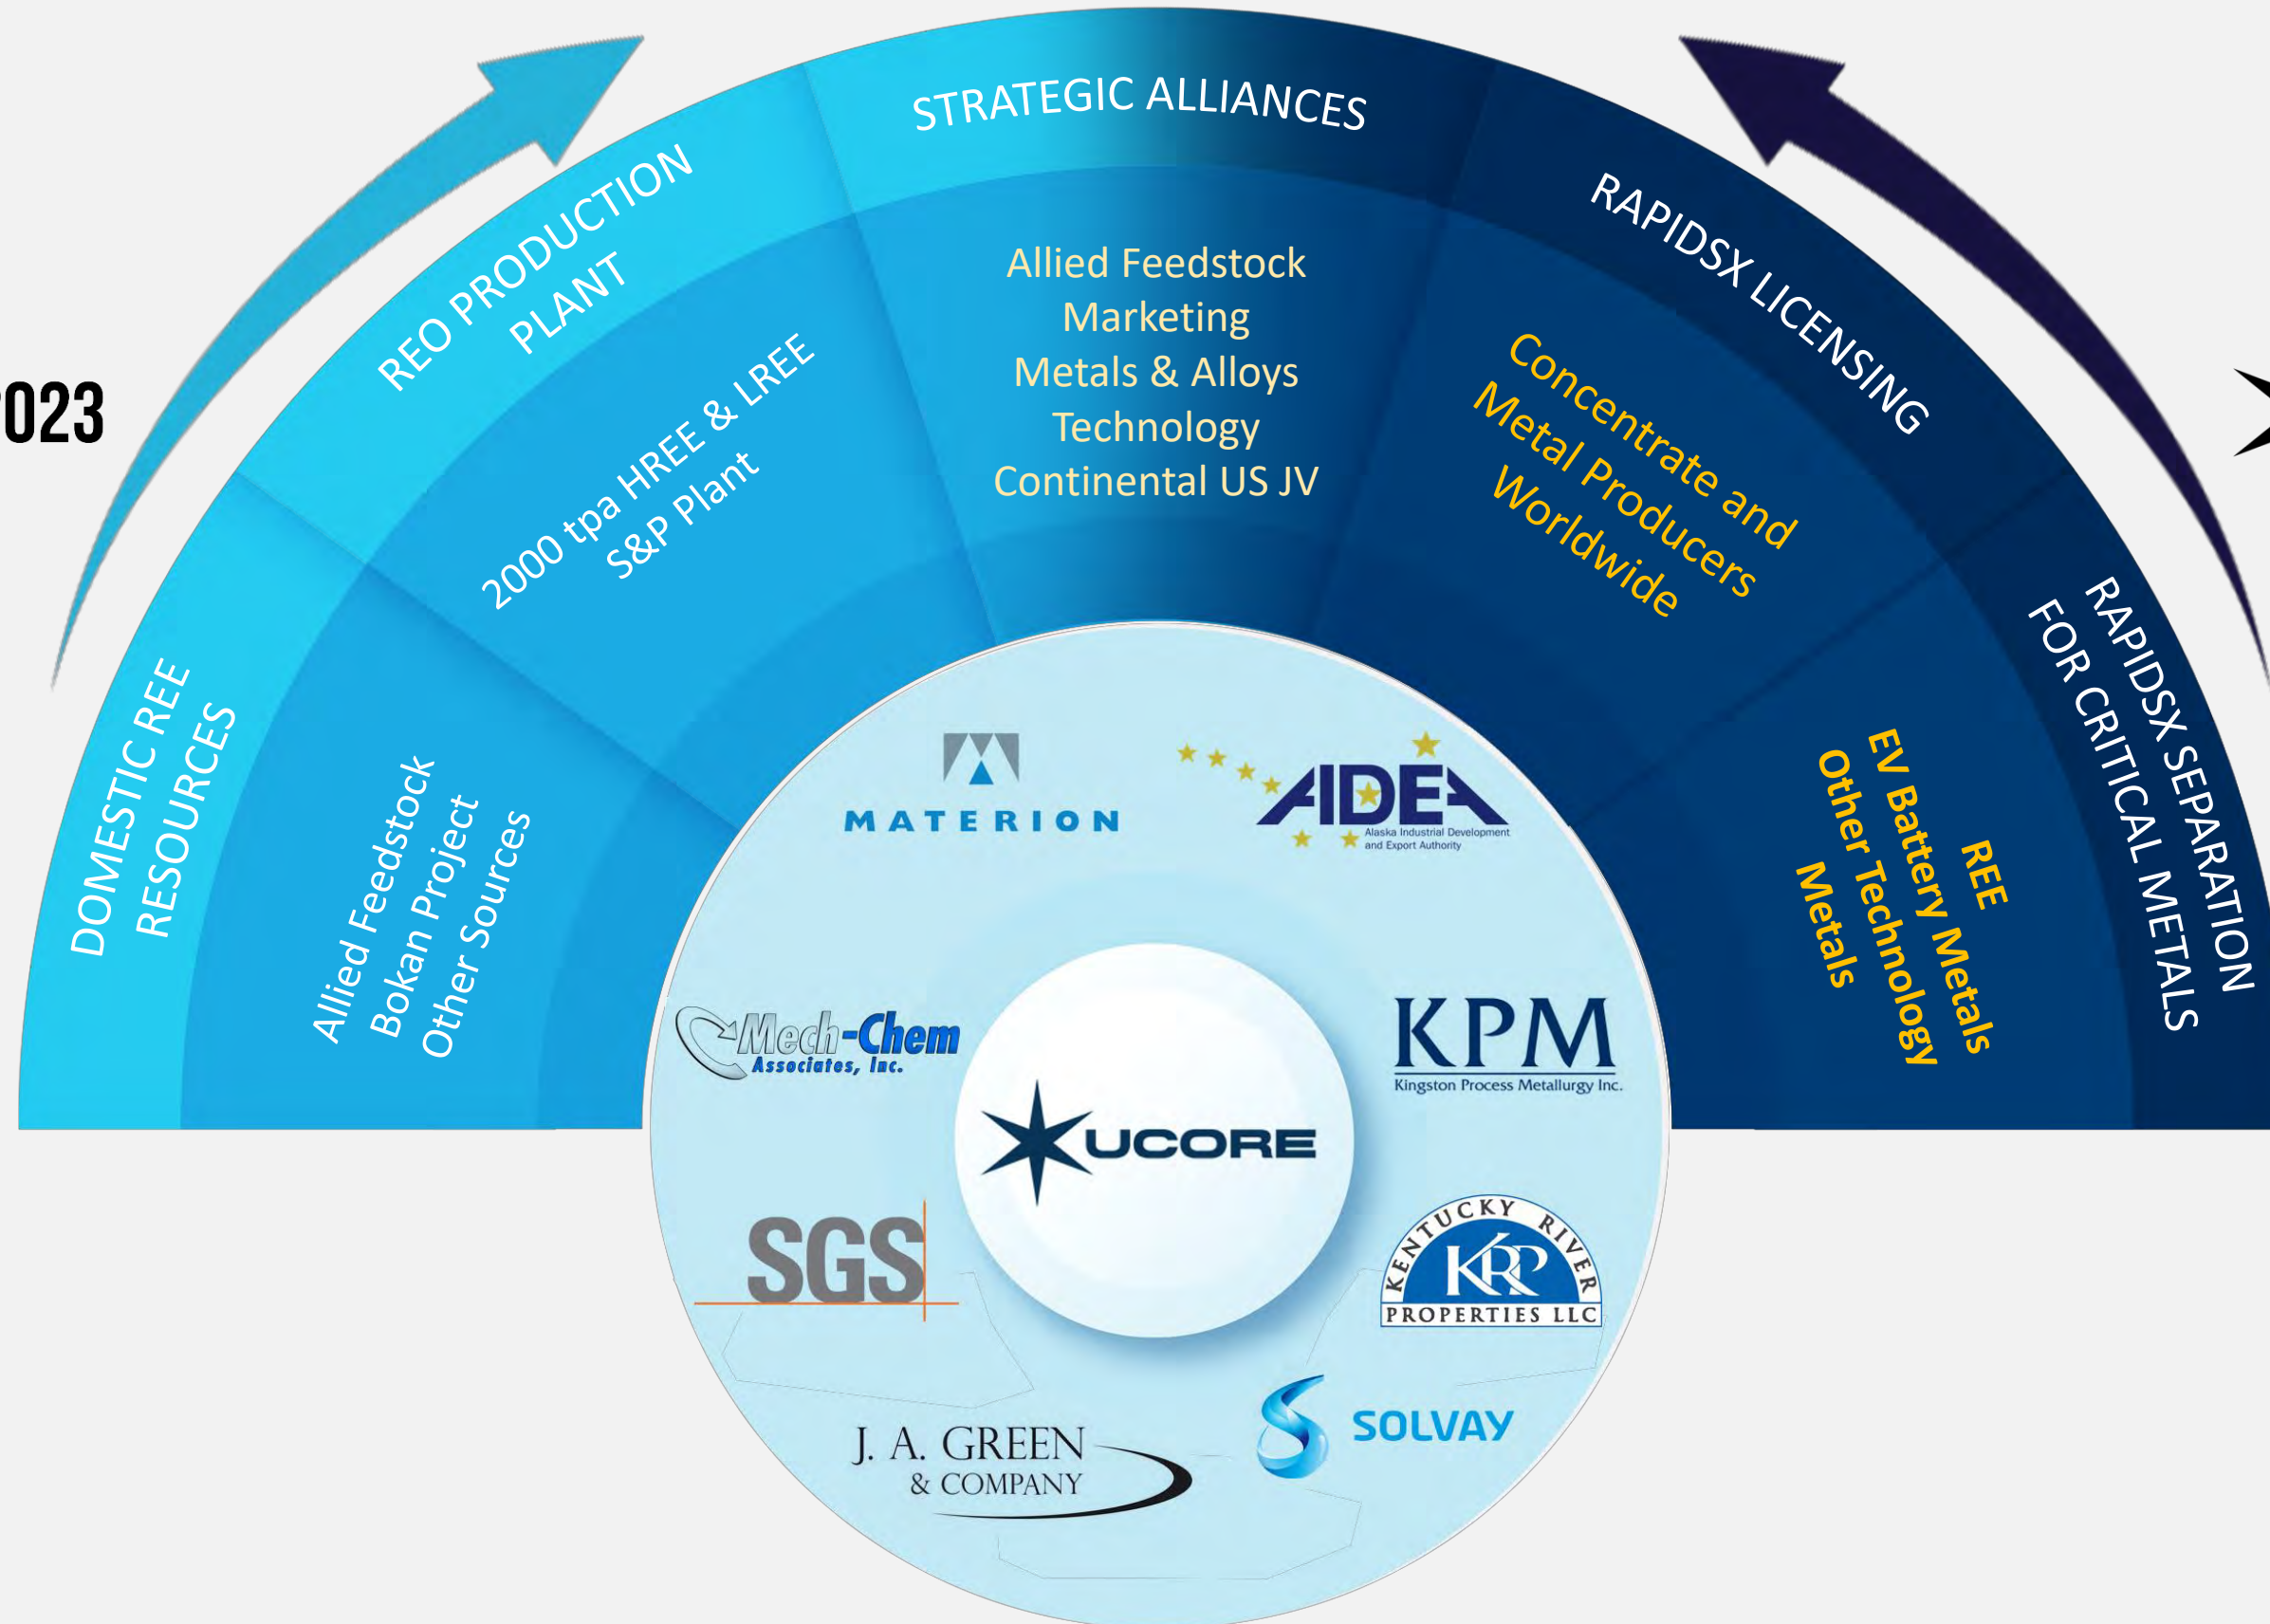 023
DOMESTIC REE
RESOURCES
Allied Feedstock
Bokan Project
Other Sources
REO PRODUCTION
PLANT
2000 tpa HREE & LREE
S&P Plant
STRATEGIC ALLIANCES
Allied Feedstock
Marketing
Metals & Alloys
Technology
Continental US JV
RAPIDSX LICENSING
Concentrate and
Metal Producers
Worldwide
RAPIDSX SEPARATION
FOR CRITICAL METALS
REE
EV Battery Metals
Other Technology
Metals
MATERION
AIDEA
Alaska Industrial Development
and Export Authority
Mech-Chem
Associates, Inc.
KPM
Kingston Process Metallurgy Inc.
UCORE
SGS
KENTUCKY RIVER
KRP
PROPERTIES LLC
J. A. GREEN
& COMPANY
SOLVAY